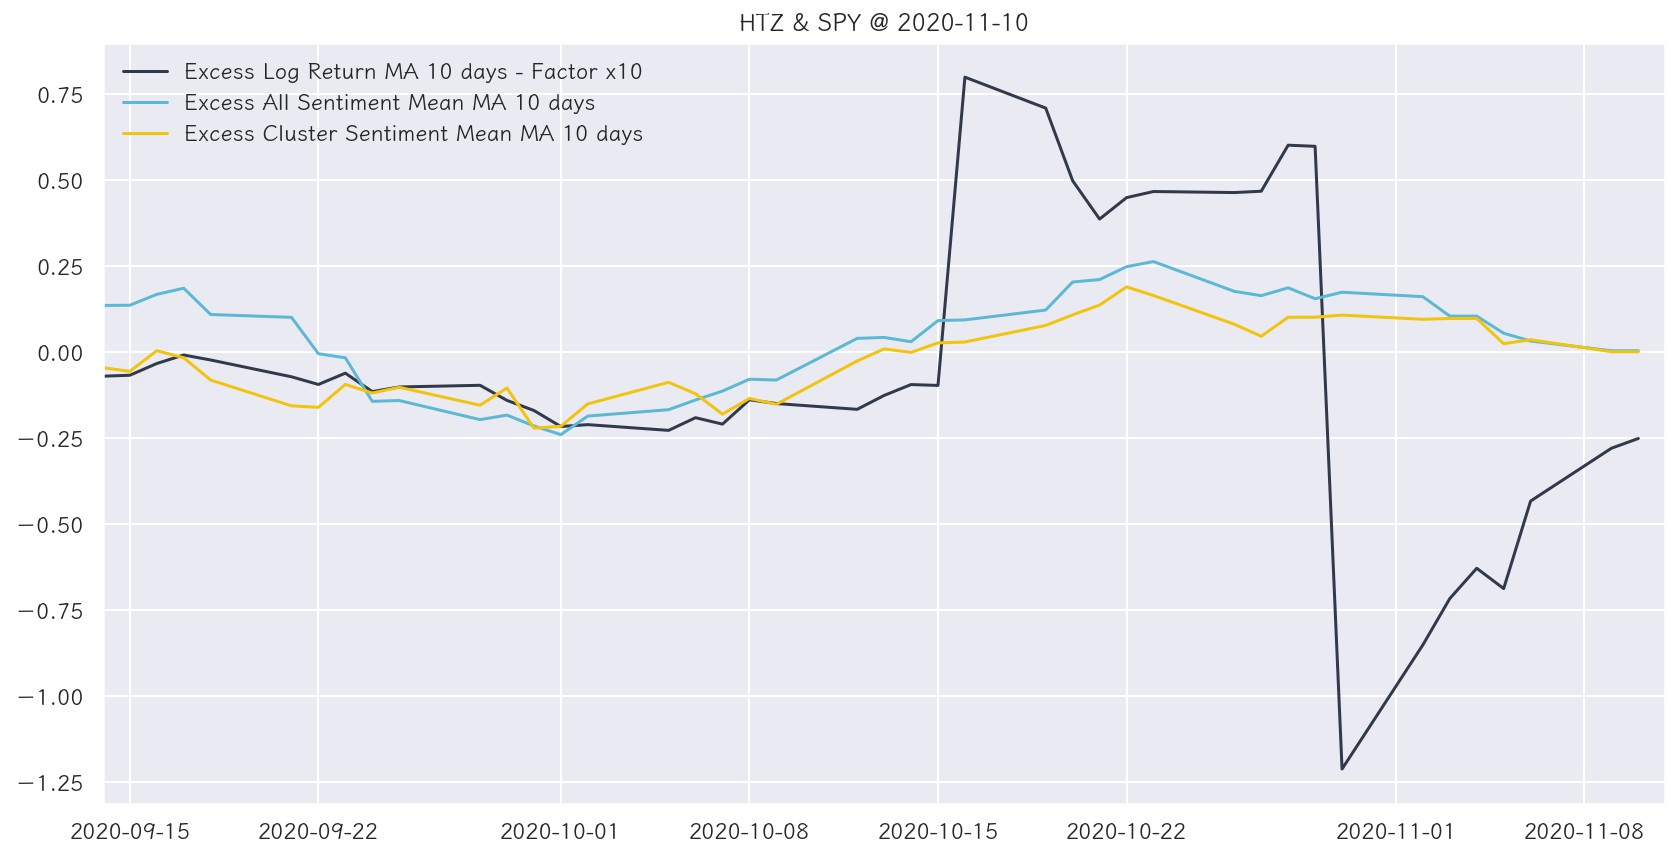 HTZ & SPY @ 2020-11-10
Excess Log Return MA 10 days - Factor x10
Excess All Sentiment Mean MA 10 days
Excess Cluster Sentiment Mean MA 10 days
0.75
0.50
0.25
0.00
−0.25
−0.50
−0.75
−1.00
−1.25
2020-09-15 2020-09-22 2020-10-01 2020-10-08 2020-10-15 2020-10-22 2020-11-01 2020-11-08